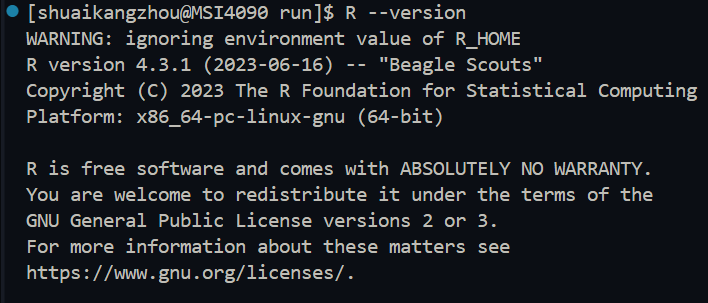 [shuaikangzhou@MSI4090 run]$ R --version
WARNING: ignoring environment value of R_HOME
R version 4.3.1 (2023-06-16) -- "Beagle Scouts"
Copyright (C) 2023 The R Foundation for Statistical Computing
Platform: x86_64-pc-linux-gnu (64-bit)

R is free software and comes with ABSOLUTELY NO WARRANTY.
You are welcome to redistribute it under the terms of the
GNU General Public License versions 2 or 3.
For more information about these matters see
https://www.gnu.org/licenses/.